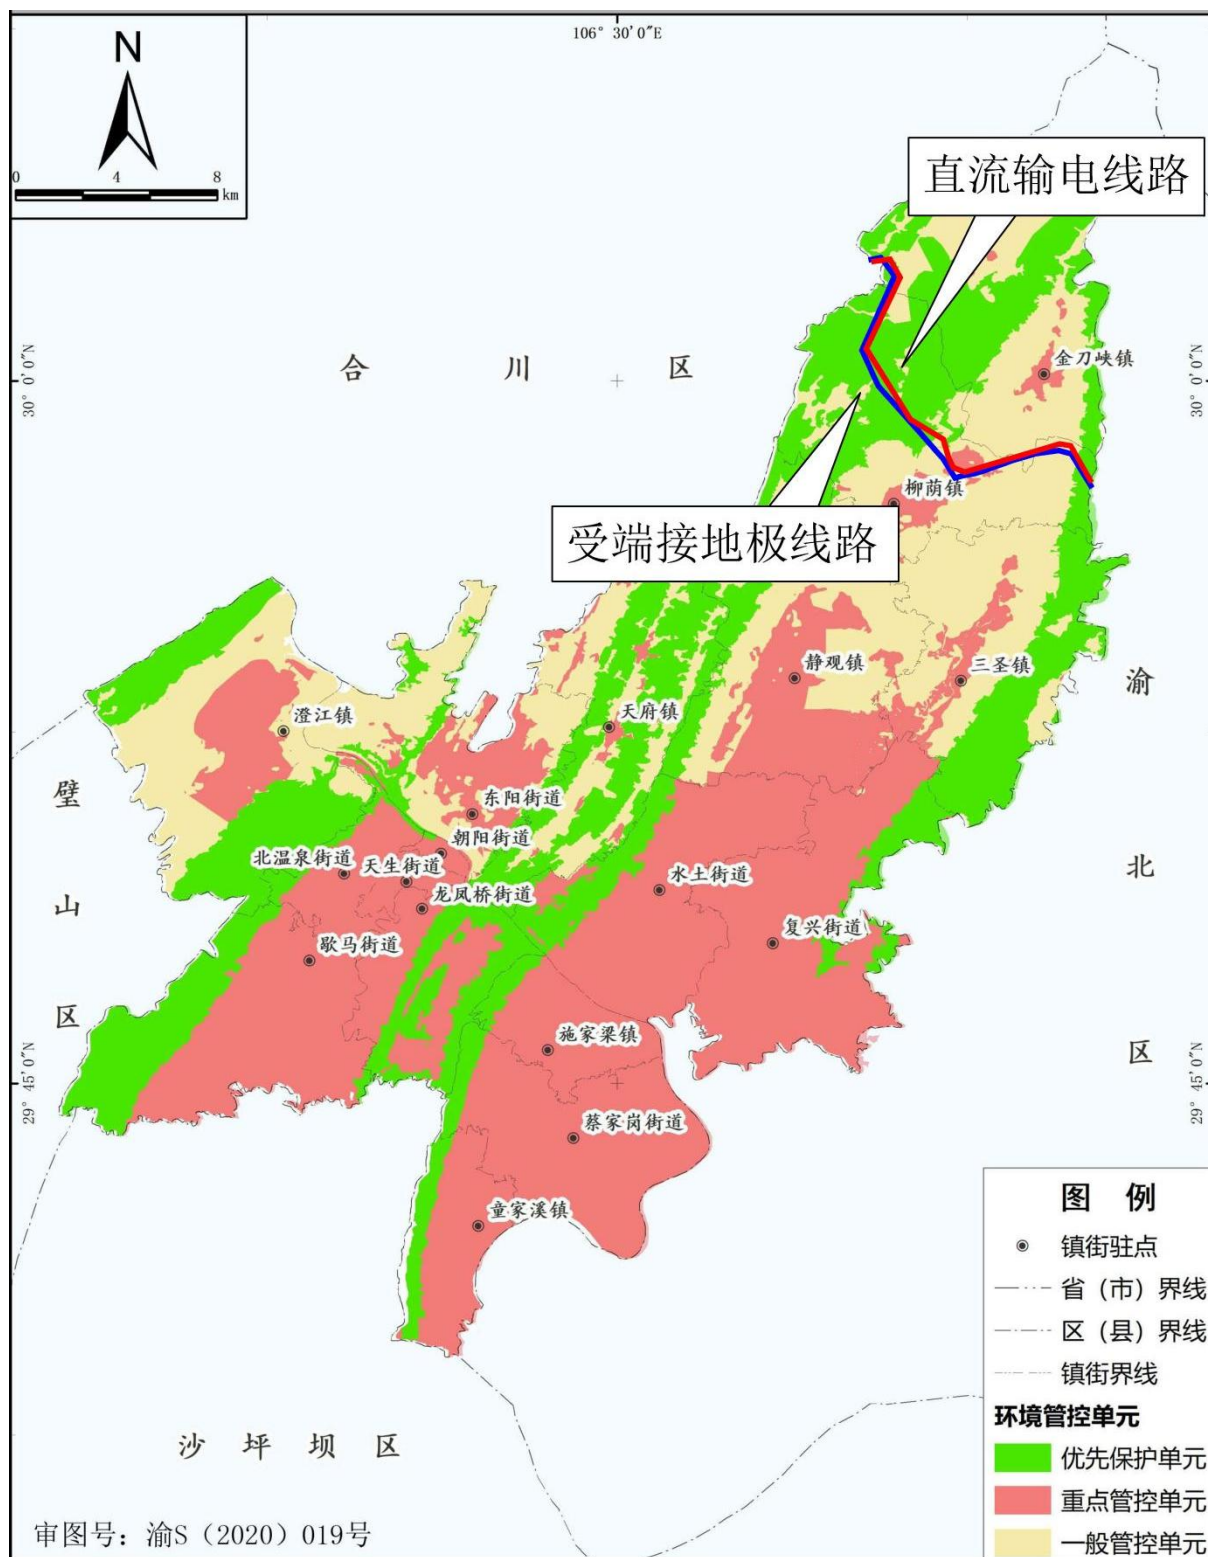 106° 30′0″E
N
0 4 8
km
直流输电线路
合川区
30° 0′0″N
30° 0′0″N
金刀峡镇
柳荫镇
受端接地极线路
静观镇
三圣镇
渝北区
天府镇
澄江镇
璧山区
东阳街道
朝阳街道
北温泉街道
天生街道
水土街道
龙凤桥街道
复兴街道
歇马街道
施家梁镇
29° 45′0″N
29° 45′0″N
蔡家岗街道
童家溪镇
图 例
镇街驻点
省（市）界线
区（县）界线
镇街界线
环境管控单元
优先保护单元
重点管控单元
一般管控单元
沙坪坝区
审图号：渝S（2020）019号